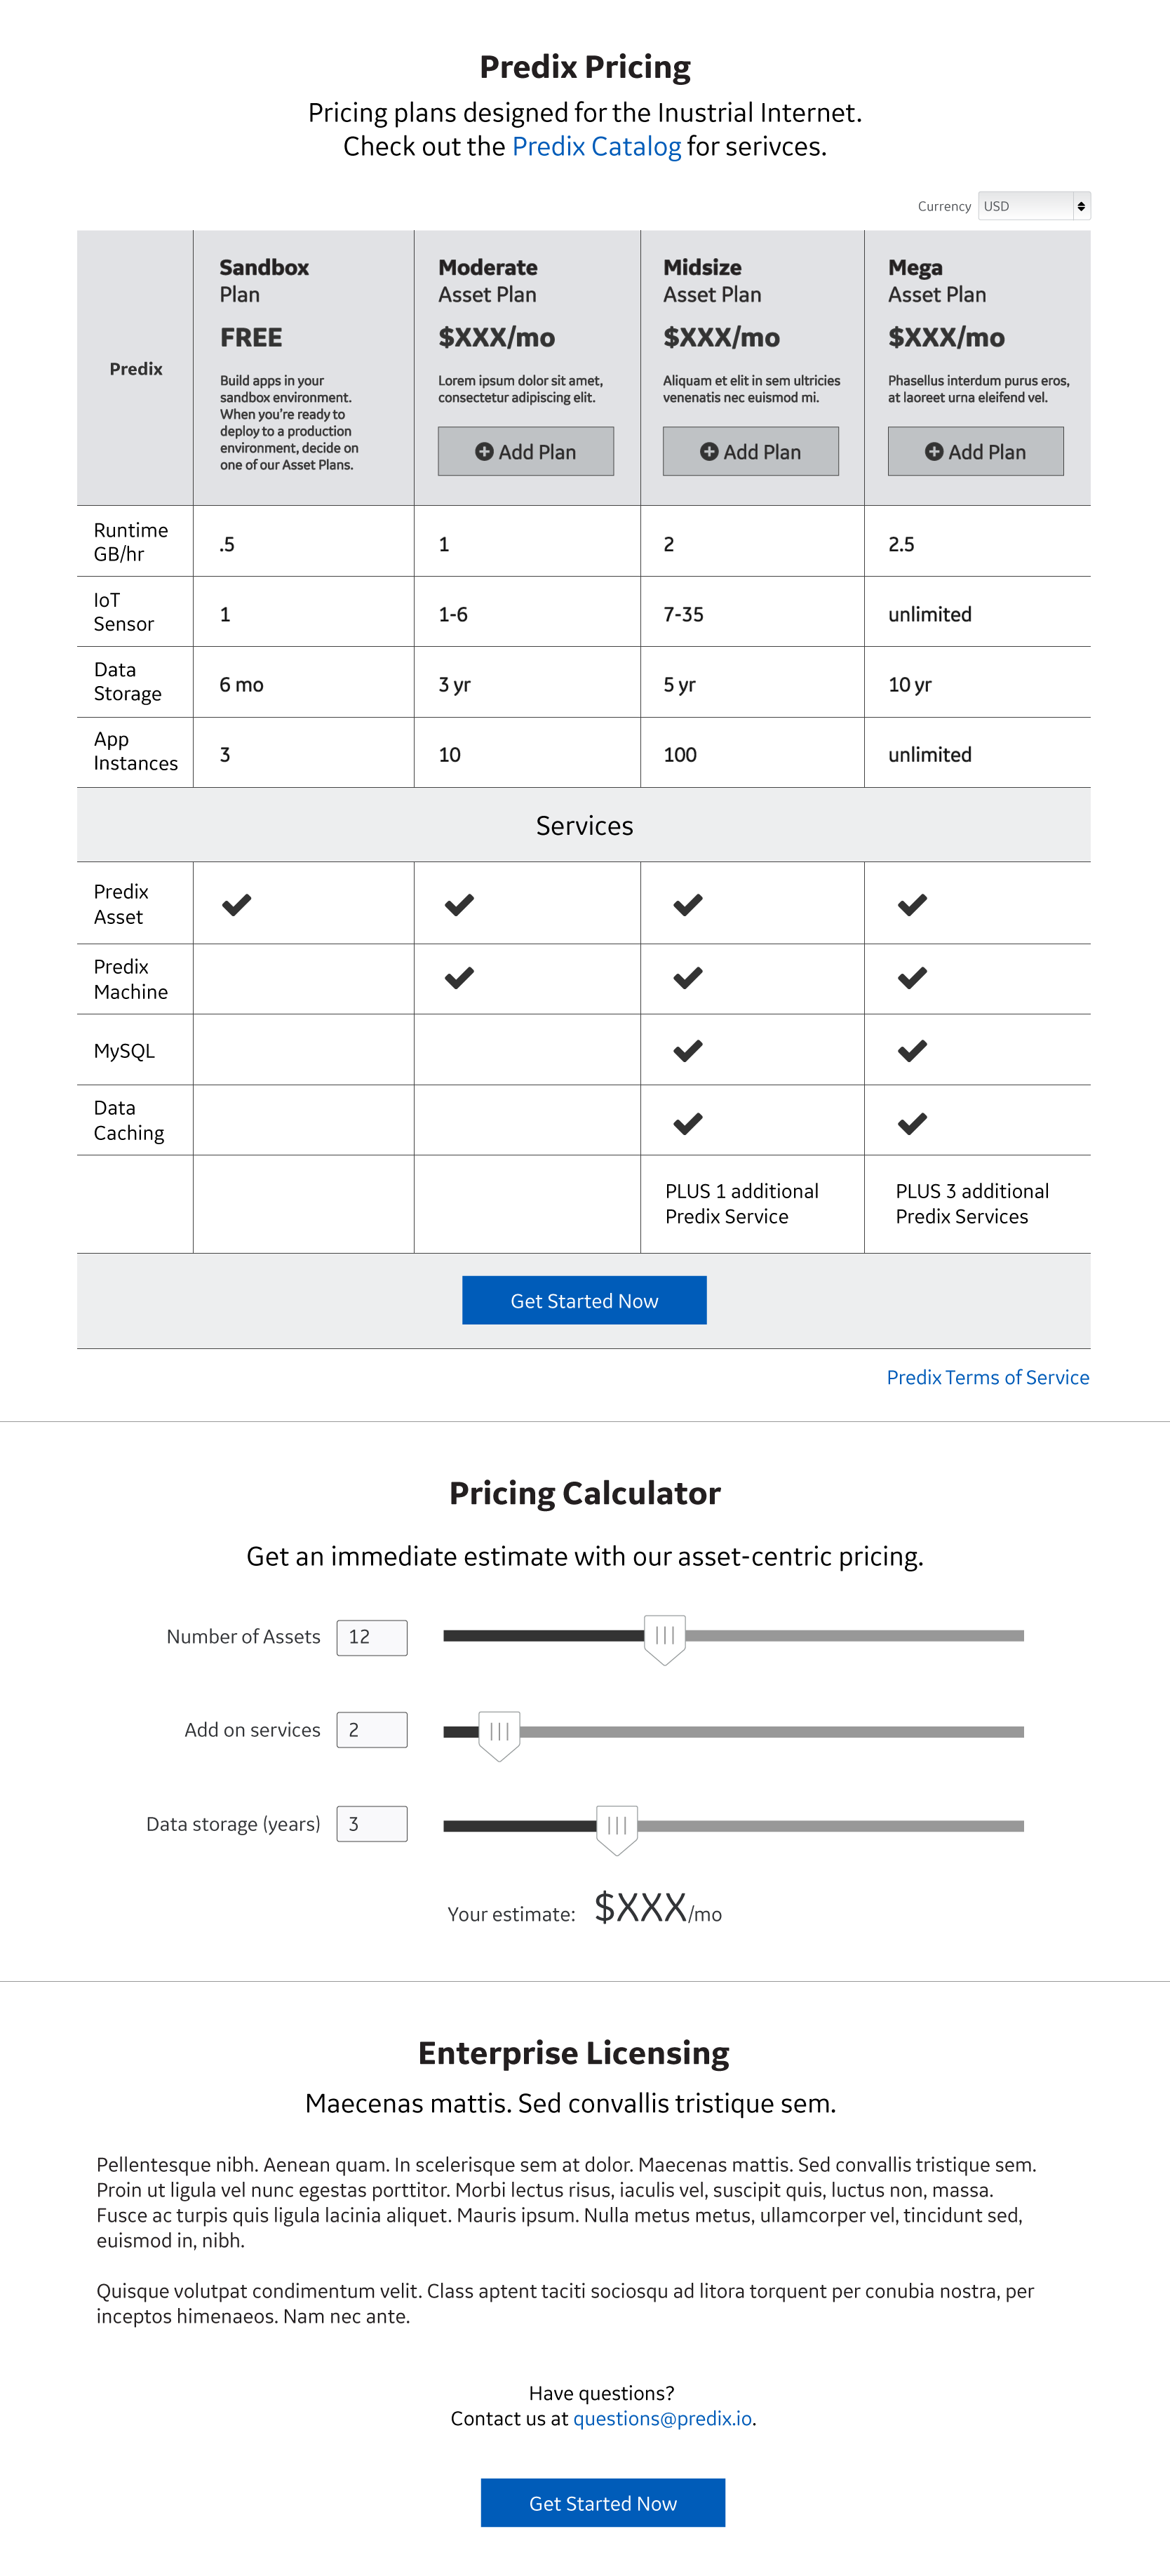 Predix Pricing
Pricing plans designed for the Inustrial Internet.
Check out the Predix Catalog for serivces.
Currency USD
Predix
Sandbox
Plan
FREE
Build apps in your
sandbox environment.
When you're ready to
deploy to a production
environment, decide on
one of our Asset Plans.
Moderate
Asset Plan
$XXX/mo
Lorem ipsum dolor sit amet,
consectetur adipiscing elit.
Add Plan
Midsize
Asset Plan
$XXX/mo
Aliquam et elit in sem ultricies
venenatis nec euismod mi.
Add Plan
Mega
Asset Plan
$XXX/mo
Phasellus interdum purus eros,
at laoreet urna eleifend vel.
Add Plan
Runtime
GB/hr
.5
1
2
2.5
IoT
Sensor
1
1-6
7-35
unlimited
Data
Storage
6 mo
3 yr
5 yr
10 yr
App
Instances
3
10
100
unlimited
Services
Predix
Asset
Predix
Machine
MySQL
Data
Caching
PLUS 1 additional
Predix Service
PLUS 3 additional
Predix Services
Get Started Now
Predix Terms of Service
Pricing Calculator
Get an immediate estimate with our asset-centric pricing.
Number of Assets 12
Add on services 2
Data storage (years) 3
Your estimate: $XXX/mo
Enterprise Licensing
Maecenas mattis. Sed convallis tristique sem.
Pellentesque nibh. Aenean quam. In scelerisque sem at dolor. Maecenas mattis. Sed convallis tristique sem.
Proin ut ligula vel nunc egestas porttitor. Morbi lectus risus, iaculis vel, suscipit quis, luctus non, massa.
Fusce ac turpis quis ligula lacinia aliquet. Mauris ipsum. Nulla metus metus, ullamcorper vel, tincidunt sed,
euismod in, nibh.
Quisque volutpat condimentum velit. Class aptent taciti sociosqu ad litora torquent per conubia nostra, per
inceptos himenaeos. Nam nec ante.
Have questions?
Contact us at questions@predix.io.
Get Started Now